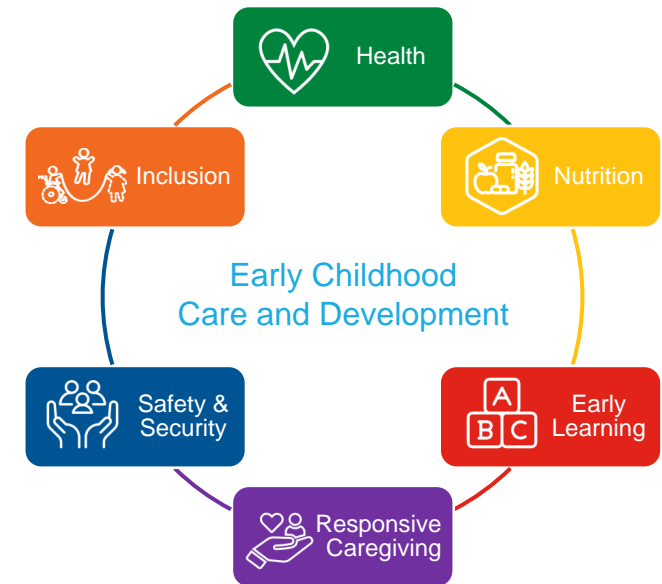 Health
Nutrition
Early
Learning
Responsive
Caregiving
Safety &
Security
Inclusion
Early Childhood
Care and Development
A
B C